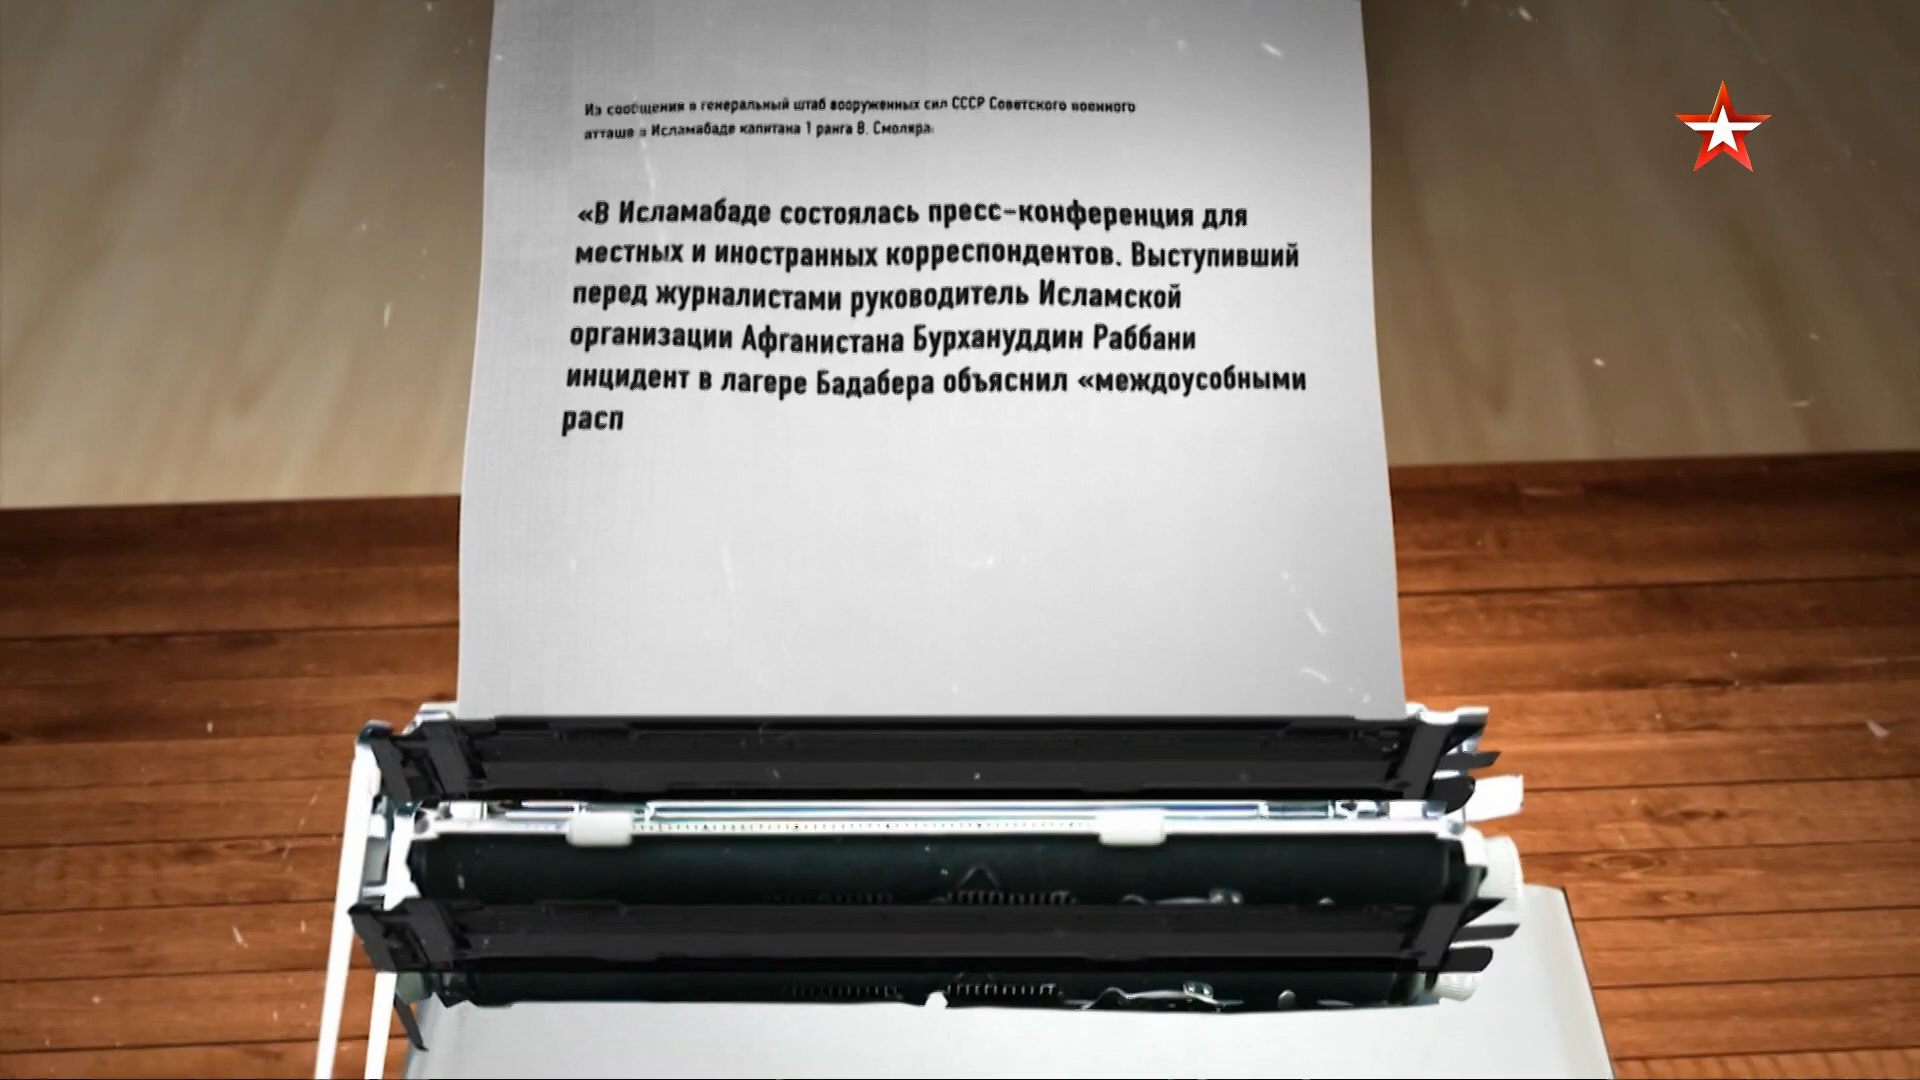 Из сообщения в генеральный штаб вооруженных сил СССР Советского военного
атташе в Исламабаде капитана 1 ранга В. Смоляра:
«В Исламабаде состоялась пресс-конференция для
местных и иностранных корреспондентов. Выступивший
перед журналистами руководитель Исламской
организации Афганистана Бурхануддин Раббани
инцидент в лагере Бадабера объяснил «междоусобными
расп